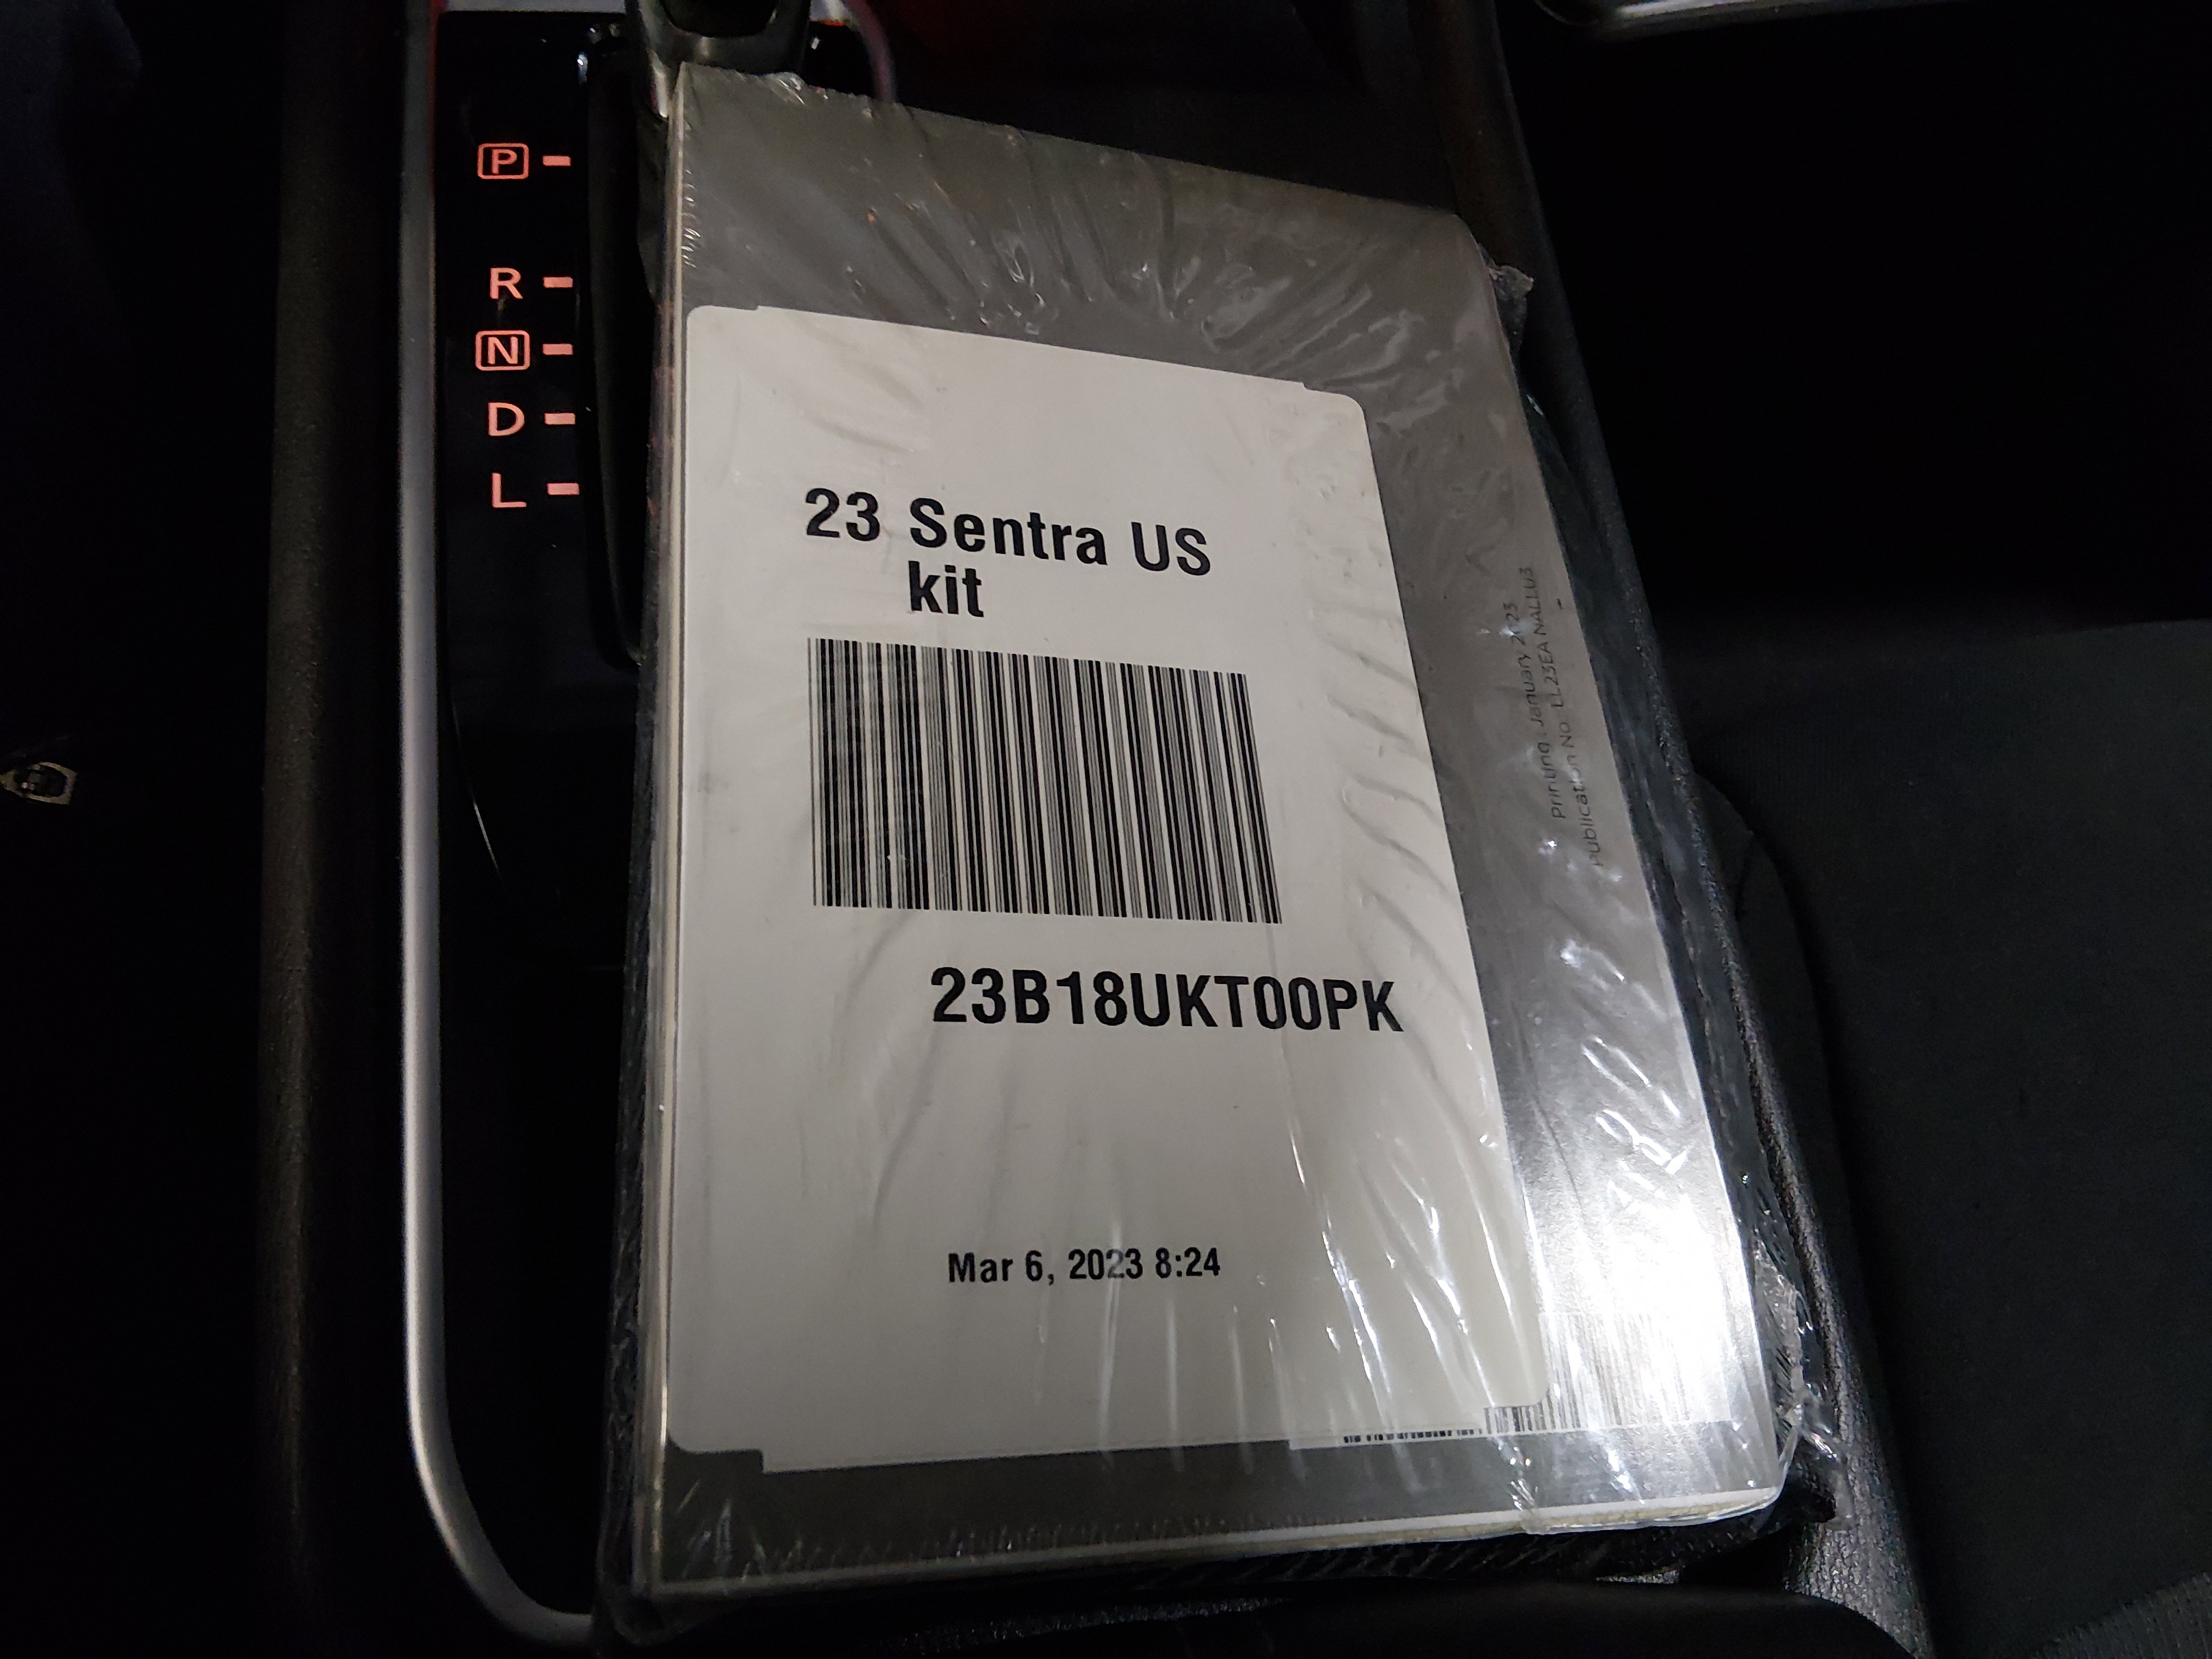 P
R
N
D
L
23 Sentra US
kit
23B18UKT00PK
Mar 6, 2023 8:24
Printing : January 2023
Publication No.: LL23EA NALLU3